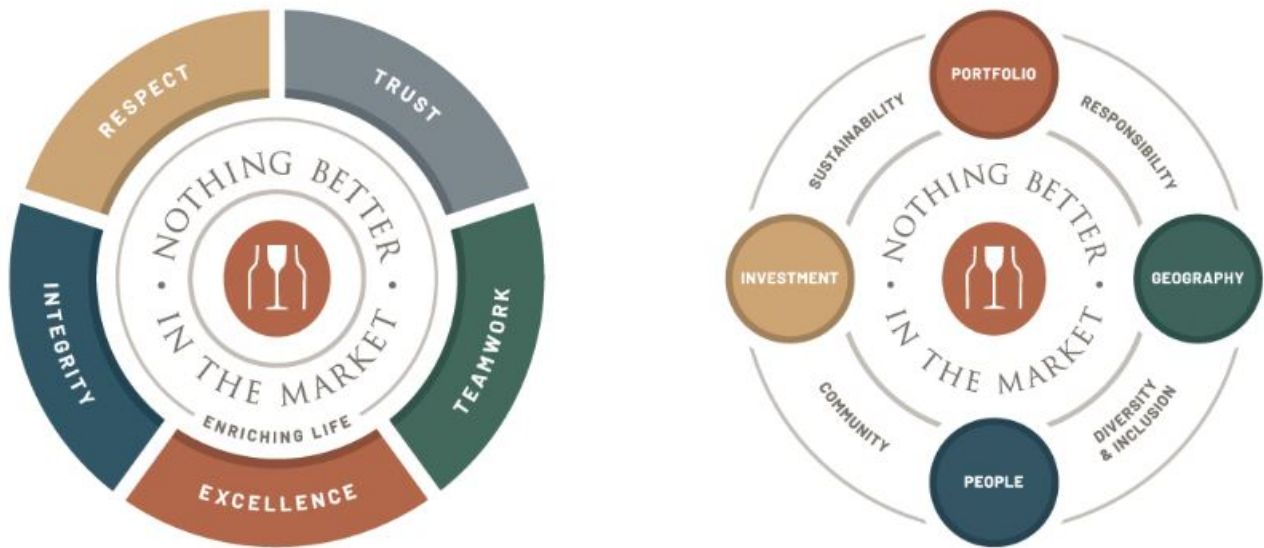 RESPECT
TRUST
INTEGRITY
TEAMWORK
EXCELLENCE
NOTHING BETTER
IN THE MARKET
ENRICHING LIFE
PORTFOLIO
SUSTAINABILITY
RESPONSIBILITY
INVESTMENT
GEOGRAPHY
NOTHING BETTER
IN THE MARKET
COMMUNITY
DIVERSITY
& INCLUSION
PEOPLE